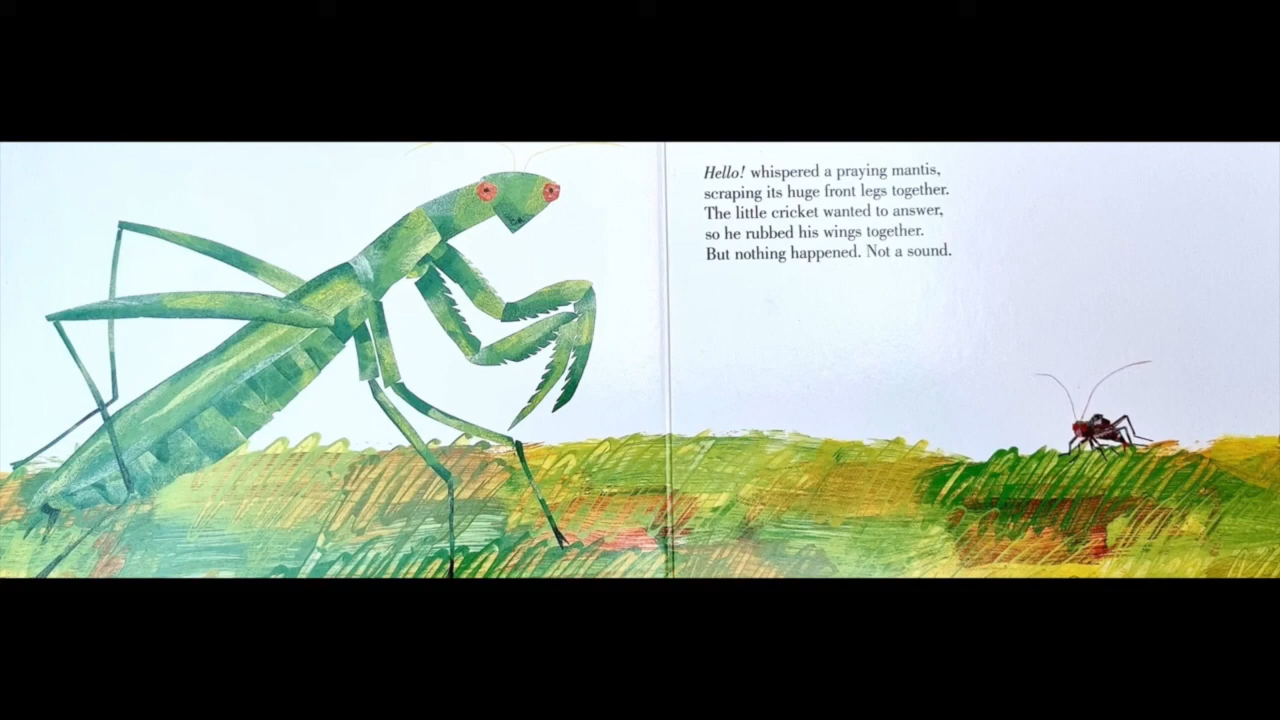 Hello! whispered a praying mantis,
scraping its huge front legs together.
The little cricket wanted to answer,
so he rubbed his wings together.
But nothing happened. Not a sound.